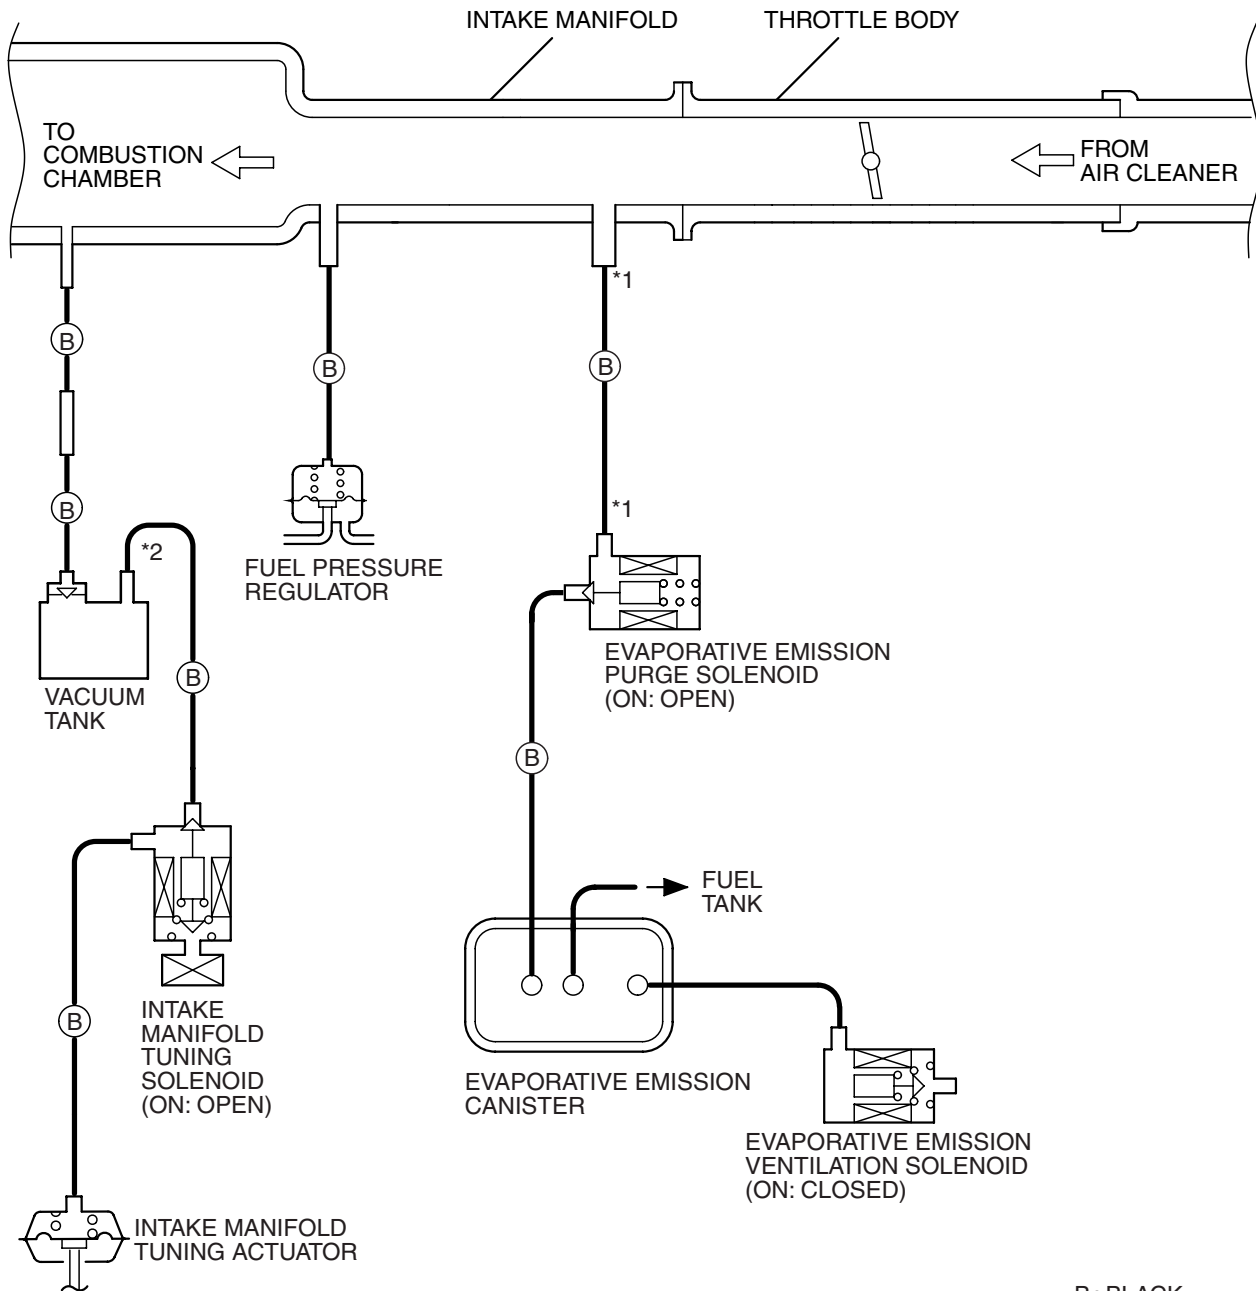 INTAKE MANIFOLD
THROTTLE BODY
TO
COMBUSTION
CHAMBER
FROM
AIR CLEANER
*1
B
B
B
*1
B
*2
FUEL PRESSURE
REGULATOR
EVAPORATIVE EMISSION
PURGE SOLENOID
(ON: OPEN)
VACUUM
TANK
B
B
FUEL
TANK
INTAKE
MANIFOLD
TUNING
SOLENOID
(ON: OPEN)
B
EVAPORATIVE EMISSION
CANISTER
EVAPORATIVE EMISSION
VENTILATION SOLENOID
(ON: CLOSED)
INTAKE MANIFOLD
TUNING ACTUATOR
B : BLACK